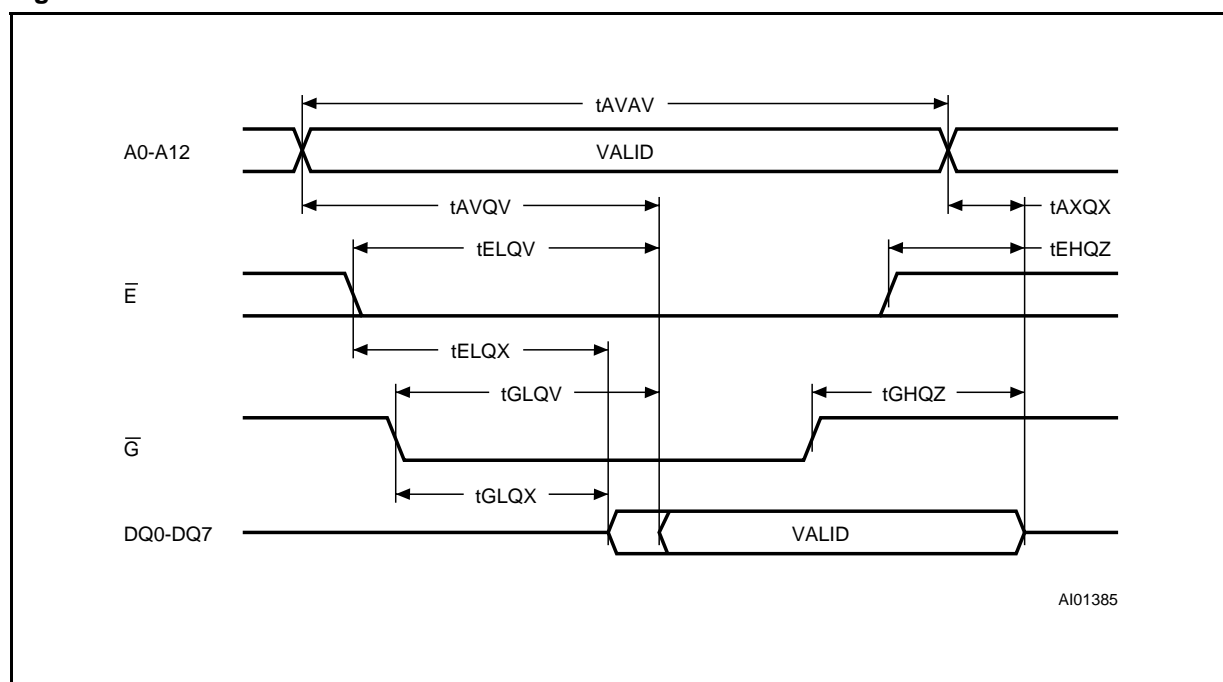 tAVAV
A0-A12
VALID
tAVQV
tAXQX
tELQV
tEHQZ
E̅
tELQX
tGLQV
tGHQZ
G̅
tGLQX
DQ0-DQ7
VALID
AI01385